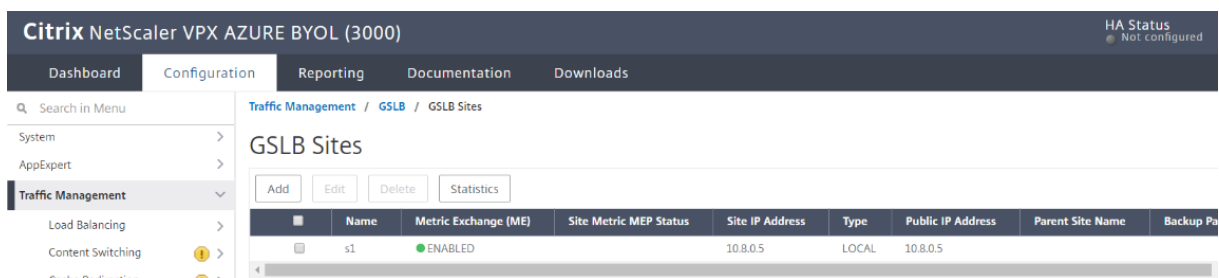 Citrix NetScaler VPX AZURE BYOL (3000)
HA Status
Not configured
Dashboard Configuration Reporting Documentation Downloads
Search in Menu
Traffic Management / GSLB / GSLB Sites
System
AppExpert
Traffic Management
Load Balancing
Content Switching
GSLB Sites
Add Edit Delete Statistics
Name Metric Exchange (ME) Site Metric MEP Status Site IP Address Type Public IP Address Parent Site Name Backup Pa
s1 ENABLED 10.8.0.5 LOCAL 10.8.0.5